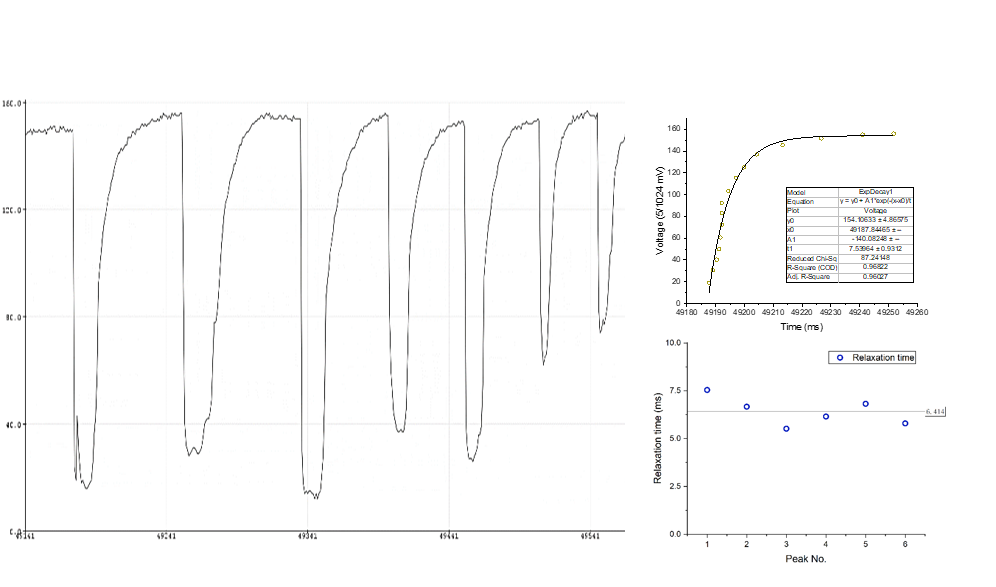 160.0
120.0
80.0
40.0
0.0
49241
49341
49441
49541
160
140
120
100
80
60
40
20
0
Voltage (5/1024 mV)
49180 49190 49200 49210 49220 49230 49240 49250 49260
Time (ms)
Model ExpDecay1
Equation y = y0 + A1*exp(-(x-x0)/t
Plot Voltage
y0 154.10633 ± 4.86575
x0 49187.84465 ± --
A1 -140.08248 ± --
t1 7.53964 ± 0.9312
Reduced Chi-Sq 87.24148
R-Square (COD) 0.96822
Adj. R-Square 0.96027
10.0
7.5
5.0
2.5
0.0
Relaxation time (ms)
Relaxation time
6.434
1 2 3 4 5 6
Peak No.